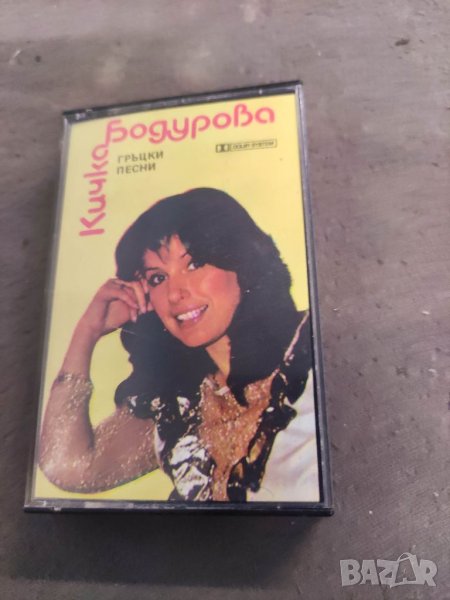 Кичка Бодурова
ГРЪЦКИ
ПЕСНИ
DOLBY SYSTEM
BAZAR